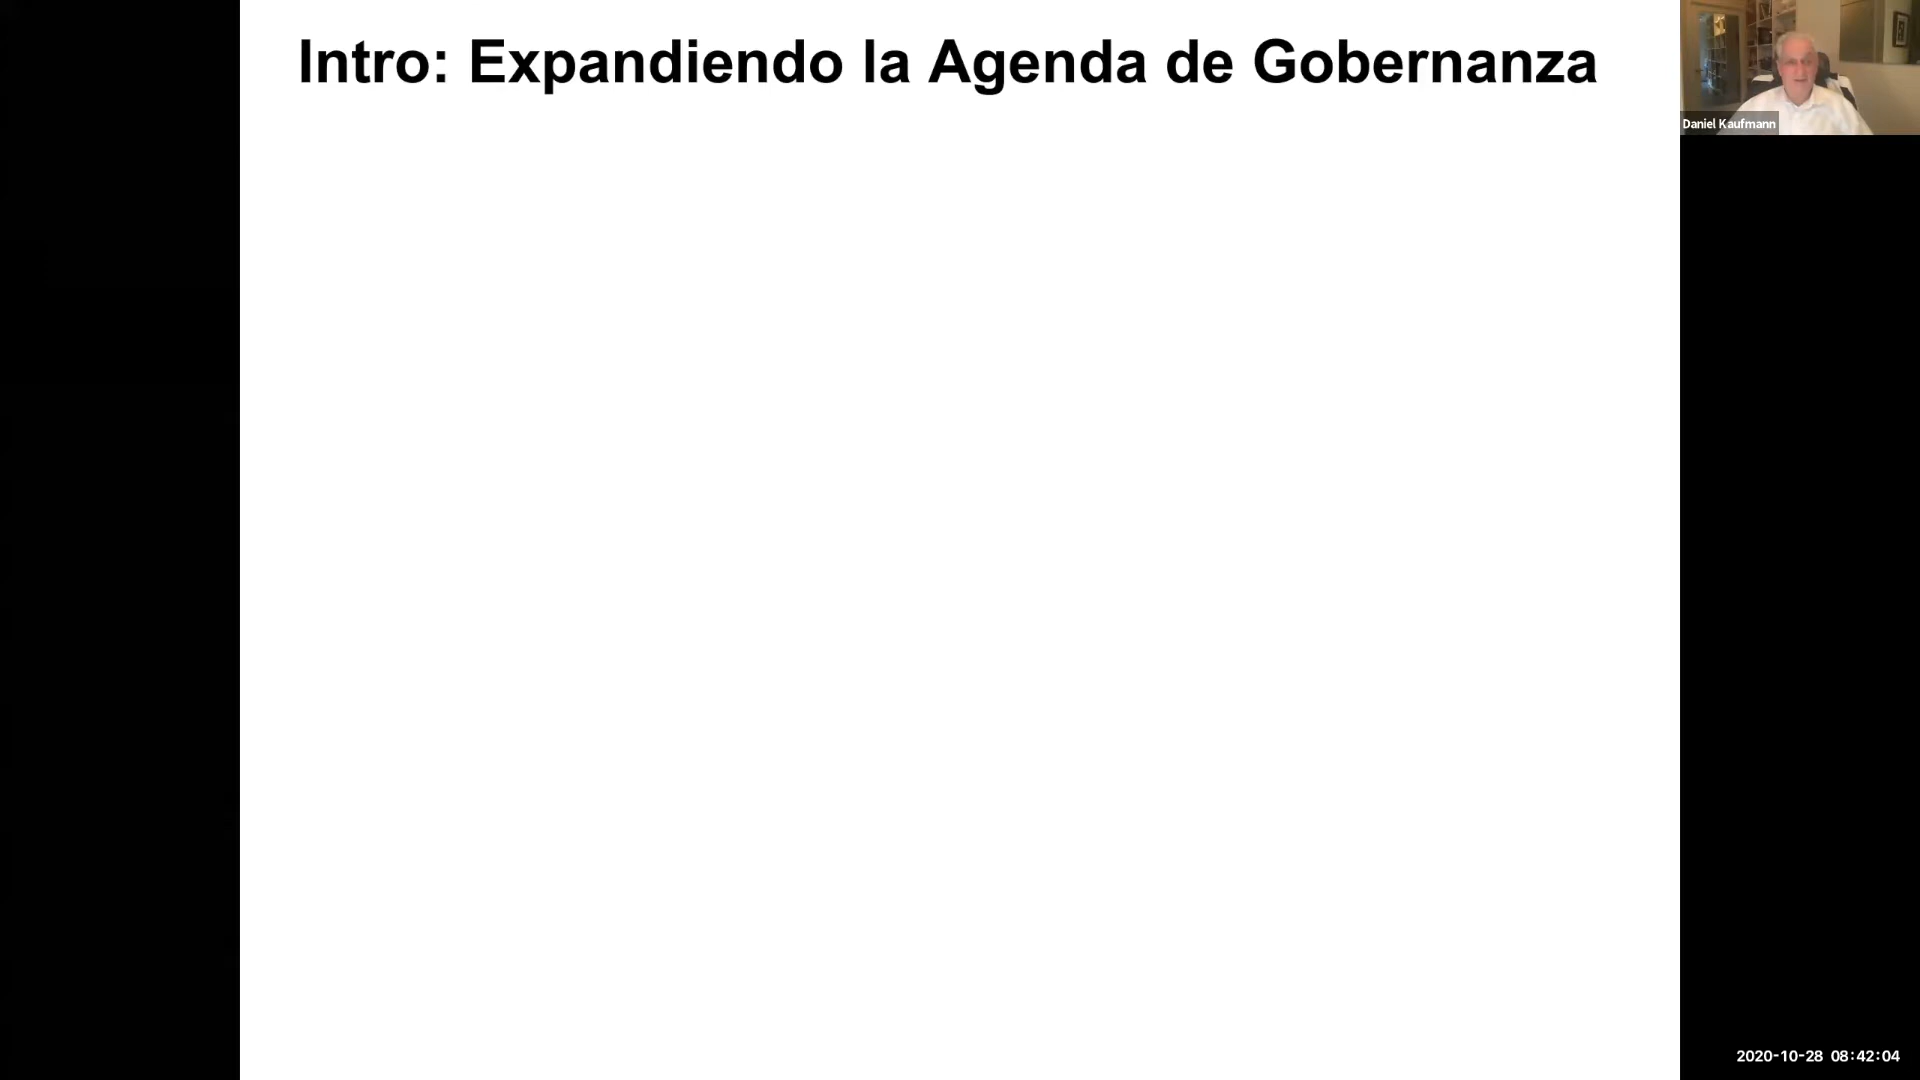 Intro: Expandiendo la Agenda de Gobernanza
Daniel Kaufmann
2020-10-28 08:42:04